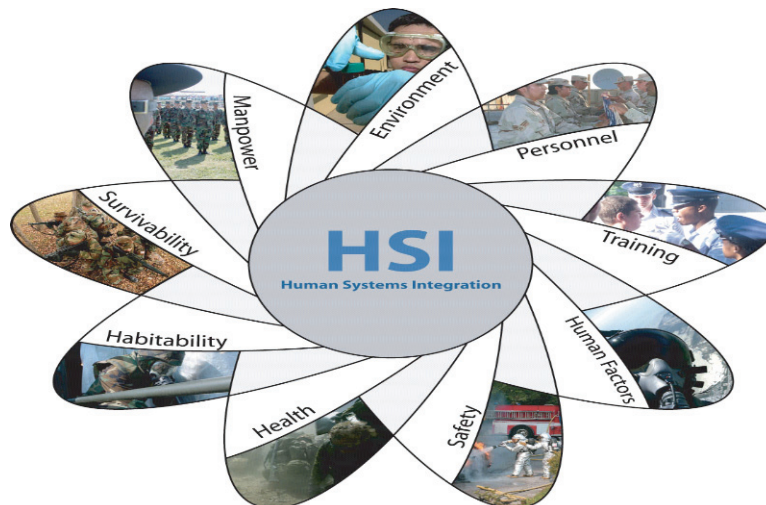 HSI
Human Systems Integration
Environment
Personnel
Training
Human Factors
Safety
Health
Habitability
Survivability
Manpower